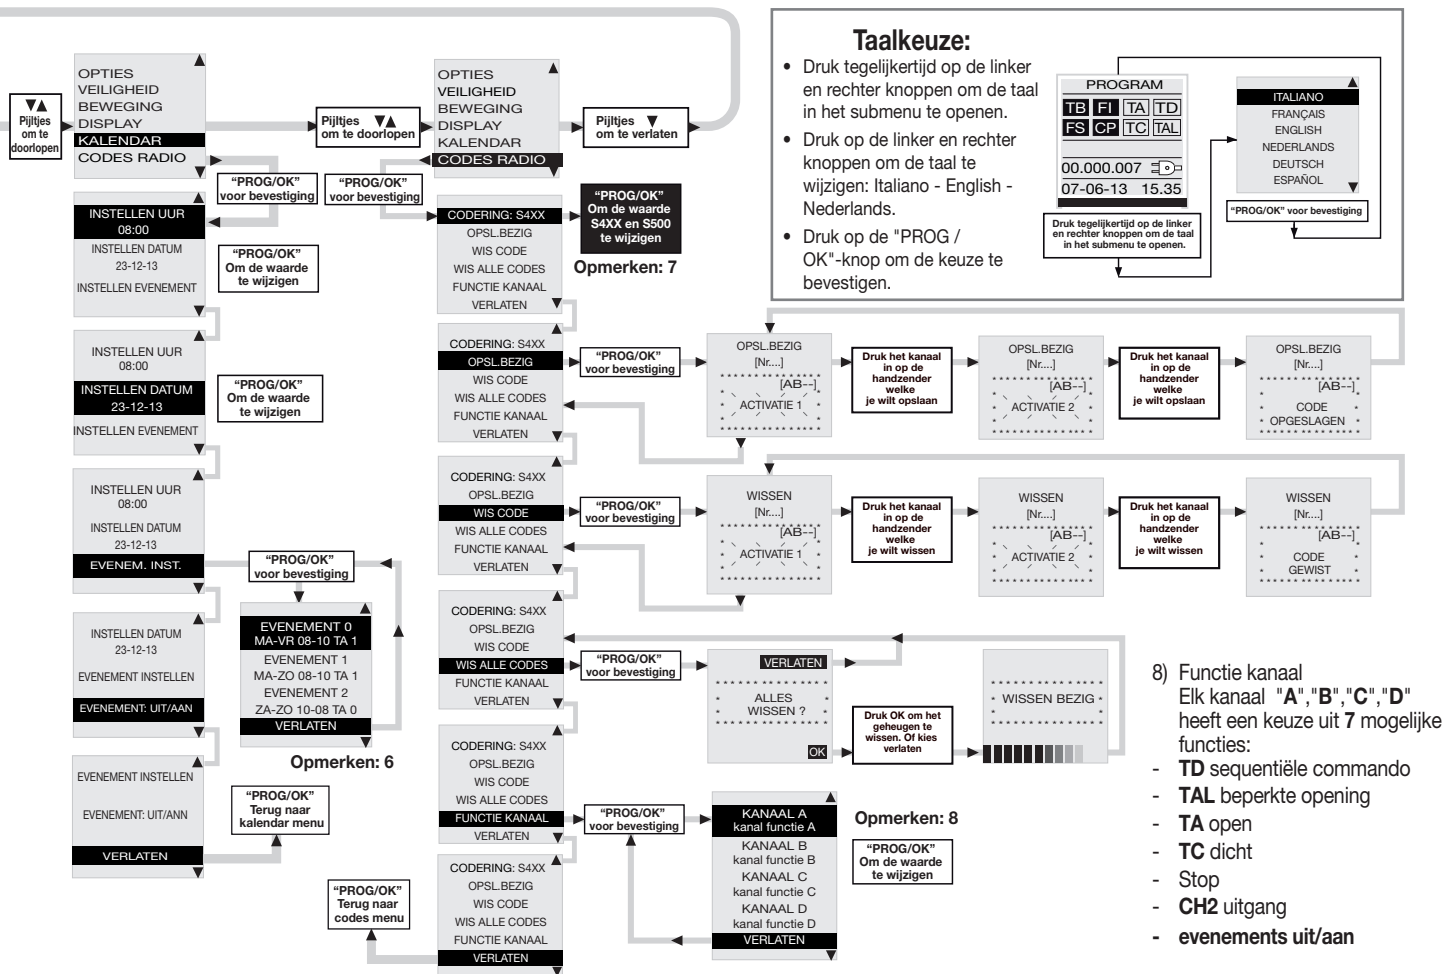 Pijltjes
om te
doorlopen
OPTIES
VEILIGHEID
BEWEGING
DISPLAY
KALENDAR
CODES RADIO
Pijltjes
om te doorlopen
OPTIES
VEILIGHEID
BEWEGING
DISPLAY
KALENDAR
CODES RADIO
Pijltjes
om te verlaten
"PROG/OK"
voor bevestiging
"PROG/OK"
voor bevestiging
Taalkeuze:
• Druk tegelijkertijd op de linker
en rechter knoppen om de taal
in het submenu te openen.
• Druk op de linker en rechter
knoppen om de taal te
wijzigen: Italiano - English -
Nederlands.
• Druk op de "PROG /
OK"-knop om de keuze te
bevestigen.
PROGRAM
TB FI TA TD
FS CP TC TAL
00.000.007
07-06-13 15.35
Druk tegelijkertijd op de linker
en rechter knoppen om de taal
in het submenu te openen.
ITALIANO
FRANÇAIS
ENGLISH
NEDERLANDS
DEUTSCH
ESPAÑOL
"PROG/OK" voor bevestiging
INSTELLEN UUR
08:00
INSTELLEN DATUM
23-12-13
INSTELLEN EVENEMENT
"PROG/OK"
Om de waarde
te wijzigen
INSTELLEN UUR
08:00
INSTELLEN DATUM
23-12-13
INSTELLEN EVENEMENT
"PROG/OK"
Om de waarde
te wijzigen
INSTELLEN UUR
08:00
INSTELLEN DATUM
23-12-13
EVENEM. INST.
"PROG/OK"
voor bevestiging
EVENEMENT 0
MA-VR 08-10 TA 1
EVENEMENT 1
MA-ZO 08-10 TA 1
EVENEMENT 2
ZA-ZO 10-08 TA 0
VERLATEN
Opmerken: 6
INSTELLEN DATUM
23-12-13
EVENEMENT INSTELLEN
EVENEMENT: UIT/AAN
EVENEMENT INSTELLEN
EVENEMENT: UIT/ANN
VERLATEN
"PROG/OK"
Terug naar
kalendar menu
CODERING: S4XX
OPSL.BEZIG
WIS CODE
WIS ALLE CODES
FUNCTIE KANAAL
VERLATEN
"PROG/OK"
Om de waarde
S4XX en S500
te wijzigen
Opmerken: 7
CODERING: S4XX
OPSL.BEZIG
WIS CODE
WIS ALLE CODES
FUNCTIE KANAAL
VERLATEN
"PROG/OK"
voor bevestiging
OPSL.BEZIG
[Nr....]
[AB--]
ACTIVATIE 1
Druk het kanaal
in op de
handzender
welke
je wilt opslaan
OPSL.BEZIG
[Nr....]
[AB--]
ACTIVATIE 2
Druk het kanaal
in op de
handzender
welke
je wilt opslaan
OPSL.BEZIG
[Nr....]
[AB--]
CODE
OPGESLAGEN
CODERING: S4XX
OPSL.BEZIG
WIS CODE
WIS ALLE CODES
FUNCTIE KANAAL
VERLATEN
"PROG/OK"
voor bevestiging
WISSEN
[Nr....]
[AB--]
ACTIVATIE 1
Druk het kanaal
in op de
handzender
welke
je wilt wissen
WISSEN
[Nr....]
[AB--]
ACTIVATIE 2
Druk het kanaal
in op de
handzender
welke
je wilt wissen
WISSEN
[Nr....]
[AB--]
CODE
GEWIST
CODERING: S4XX
OPSL.BEZIG
WIS CODE
WIS ALLE CODES
FUNCTIE KANAAL
VERLATEN
"PROG/OK"
voor bevestiging
VERLATEN
ALLES
WISSEN ?
OK
Druk OK om het
geheugen te
wissen. Of kies
verlaten
WISSEN BEZIG
CODERING: S4XX
OPSL.BEZIG
WIS CODE
WIS ALLE CODES
FUNCTIE KANAAL
VERLATEN
"PROG/OK"
voor bevestiging
KANAAL A
kanal functie A
KANAAL B
kanal functie B
KANAAL C
kanal functie C
KANAAL D
kanal functie D
VERLATEN
Opmerken: 8
"PROG/OK"
Om de waarde
te wijzigen
CODERING: S4XX
OPSL.BEZIG
WIS CODE
WIS ALLE CODES
FUNCTIE KANAAL
VERLATEN
"PROG/OK"
Terug naar
codes menu
8) Functie kanaal
Elk kanaal "A","B","C","D"
heeft een keuze uit 7 mogelijke
functies:
- TD sequentiële commando
- TAL beperkte opening
- TA open
- TC dicht
- Stop
- CH2 uitgang
- evenements uit/aan